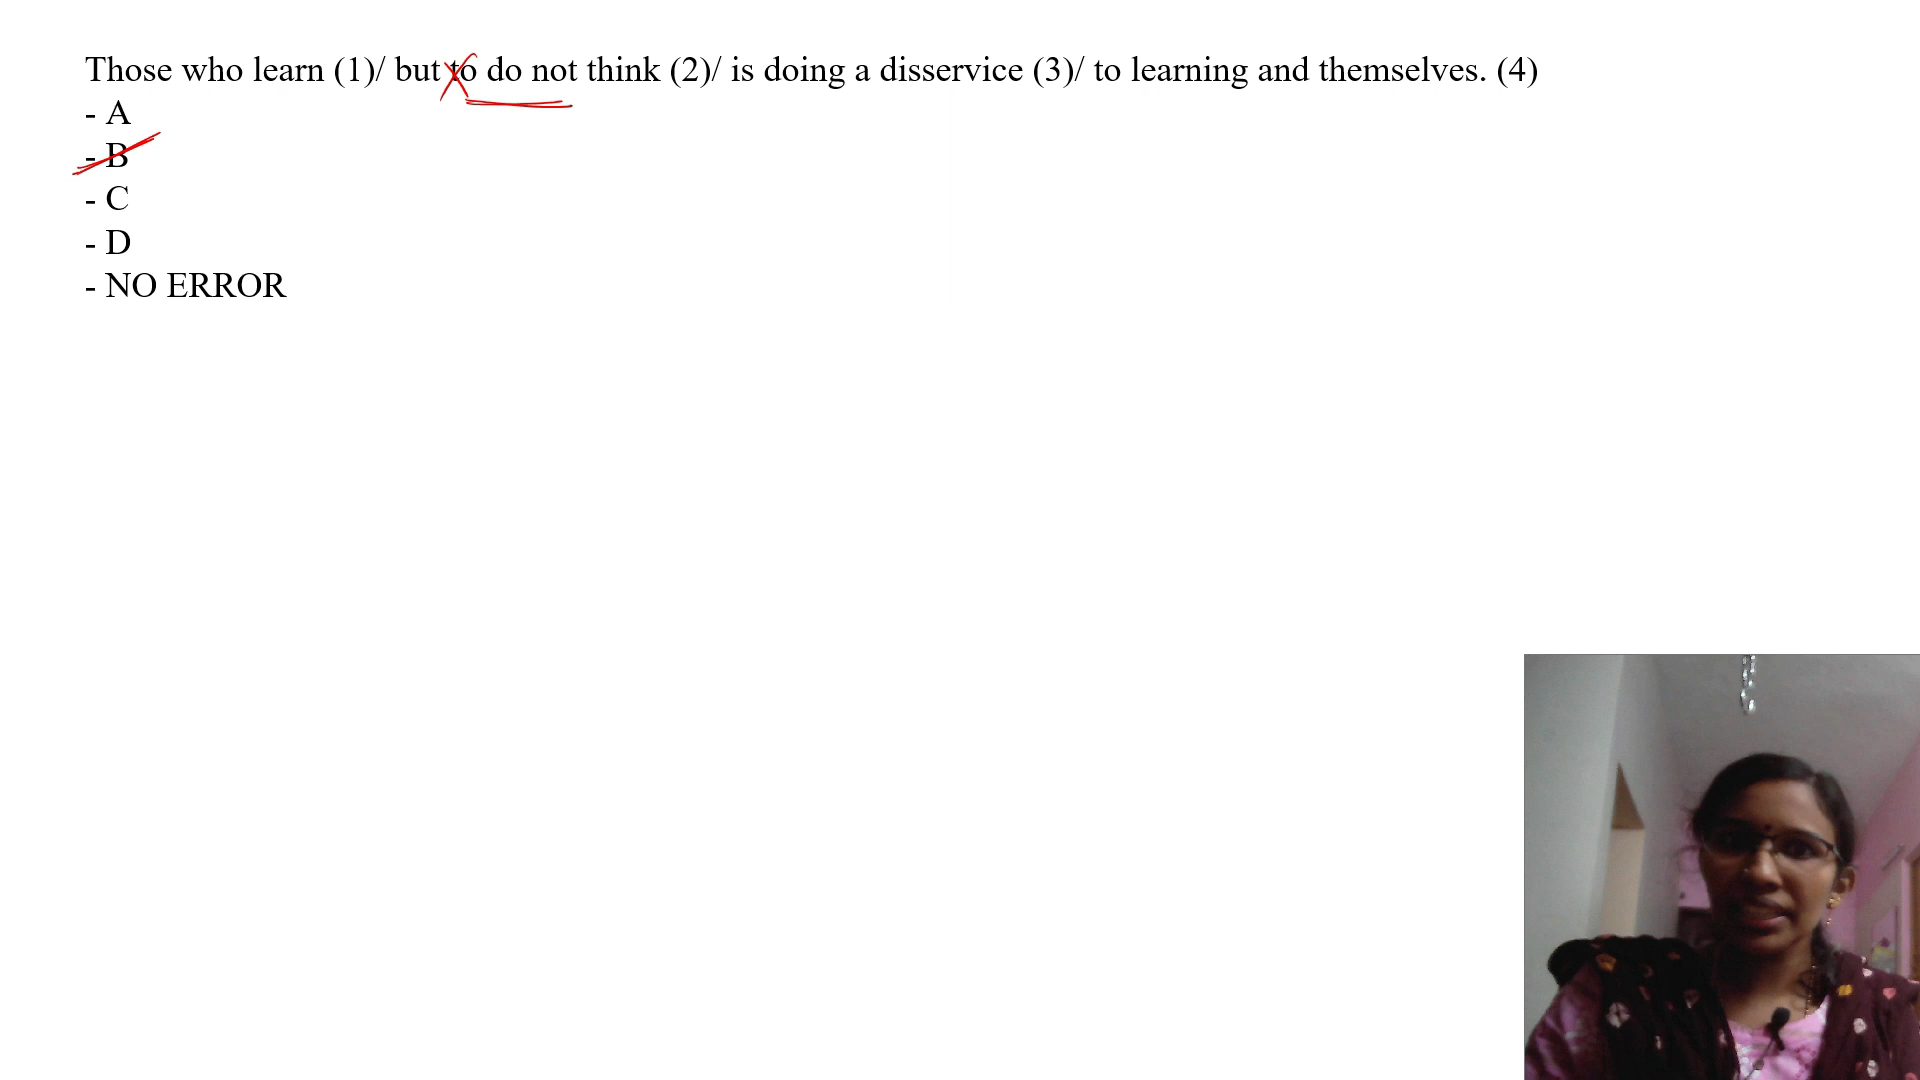 Those who learn (1)/ but to do not think (2)/ is doing a disservice (3)/ to learning and themselves. (4)
- A
- B
- C
- D
- NO ERROR